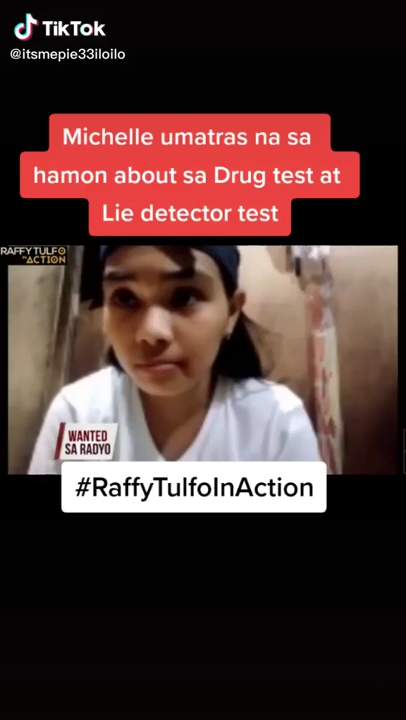 TikTok
@itsmepie33iloilo
Michelle umatras na sa
hamon about sa Drug test at
Lie detector test
RAFFY TULFO
IN ACTION
WANTED
SA RADYO
#RaffyTulfoInAction